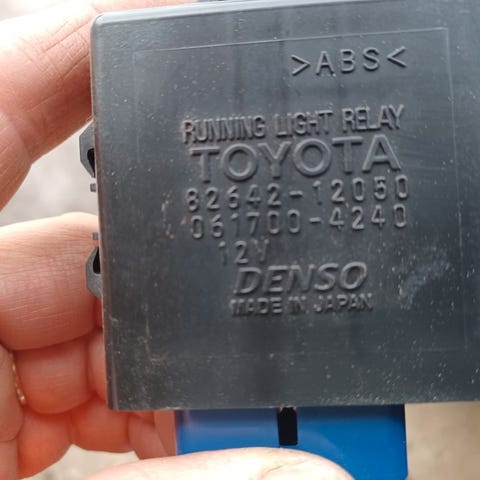 >ABS<
RUNNING LIGHT RELAY
TOYOTA
82642-12050
061700-4240
12V
DENSO
MADE IN JAPAN